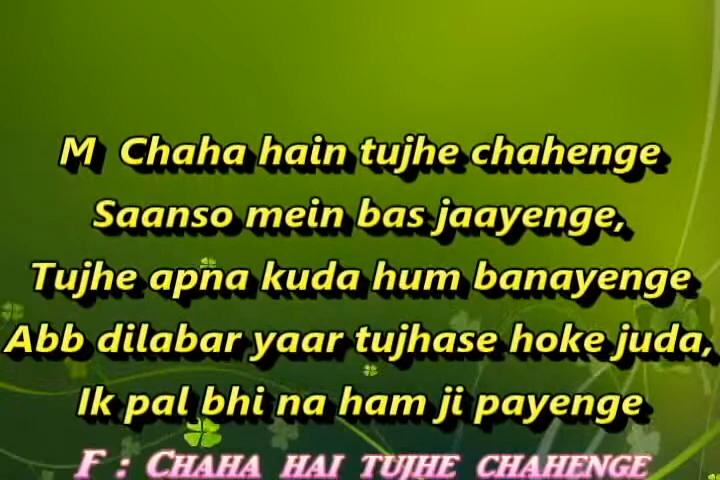 M Chaha hain tujhe chahenge
Saanso mein bas jaayenge,
Tujhe apna kuda hum banayenge
Abb dilabar yaar tujhase hoke juda,
Ik pal bhi na ham ji payenge
F : CHAHA HAI TUJHE CHAHENGE